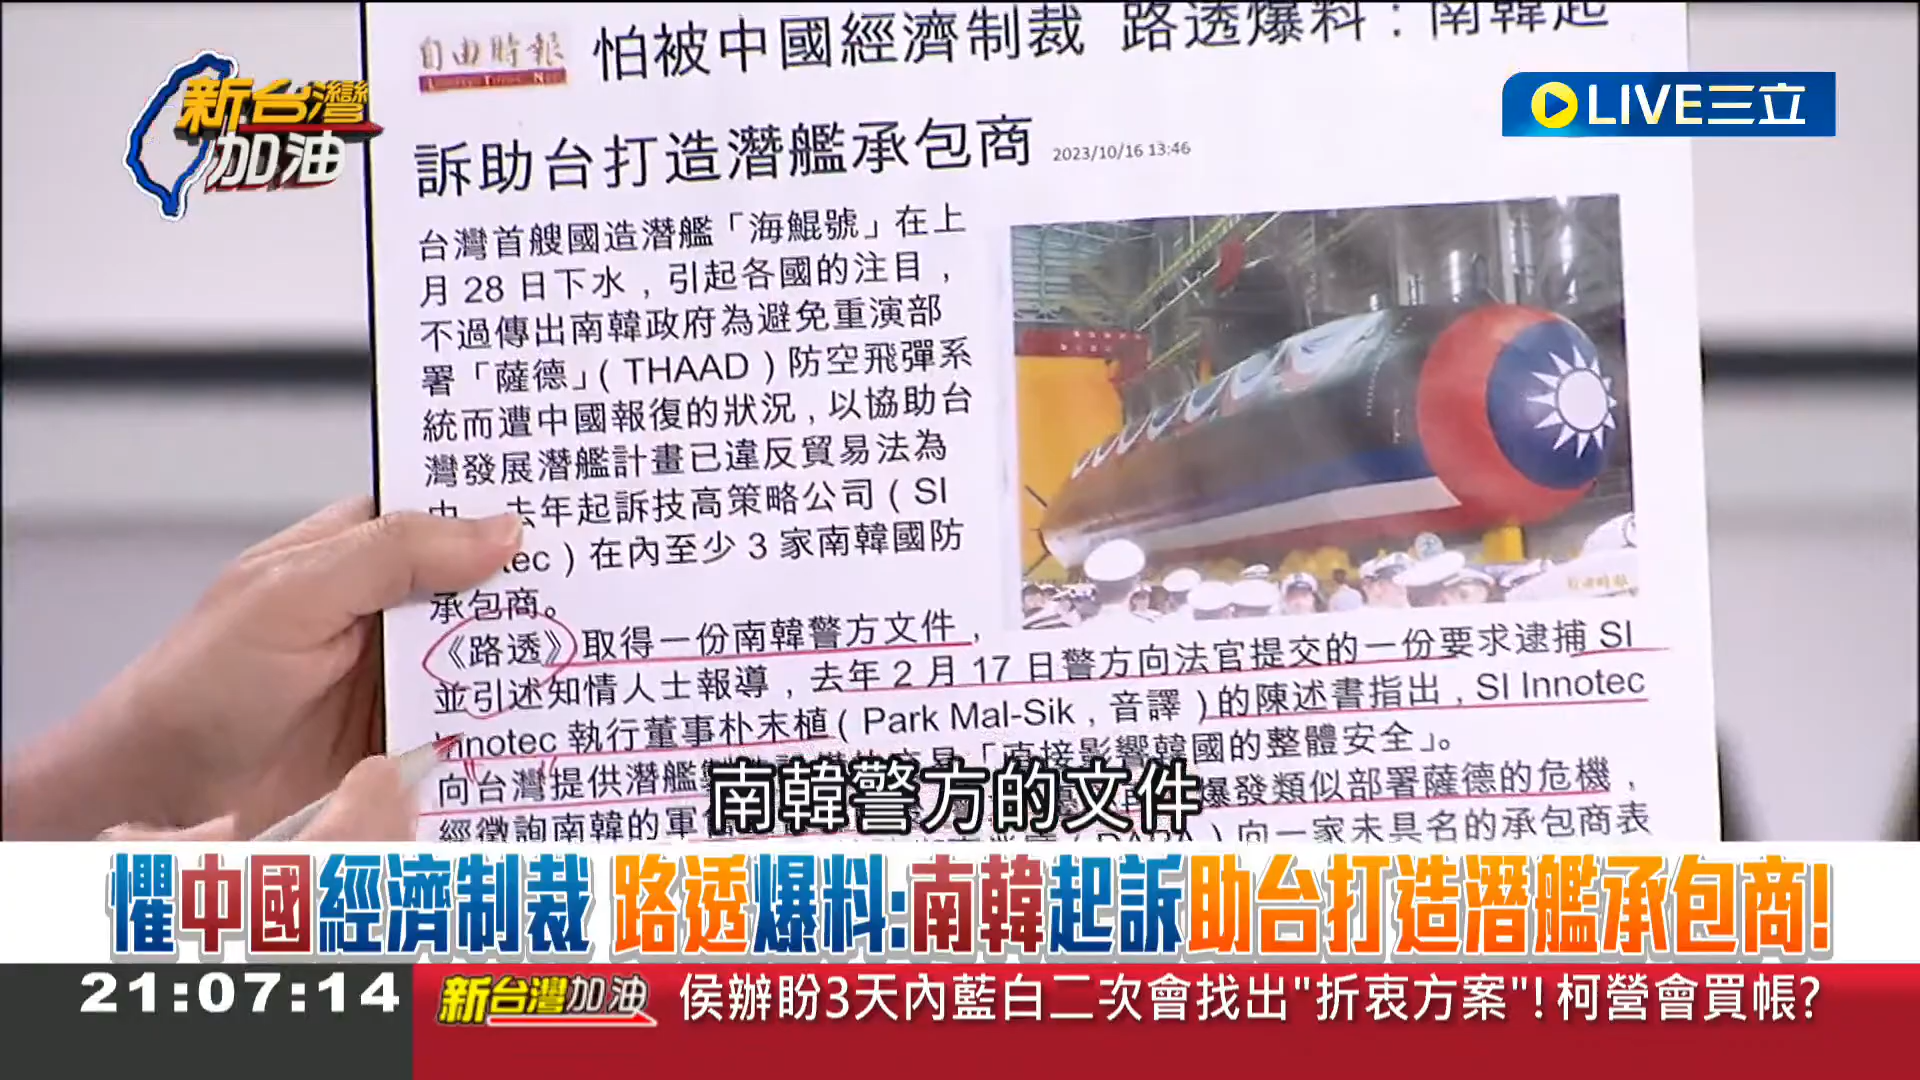 自由時報
怕被中國經濟制裁 路透爆料：南韓起
訴助台打造潛艦承包商 2023/10/16 13:46
新台灣
加油
LIVE三立
台灣首艘國造潛艦「海鯤號」在上
月 28 日下水，引起各國的注目，
不過傳出南韓政府為避免重演部
署「薩德」（THAAD）防空飛彈系
統而遭中國報復的狀況，以協助台
灣發展潛艦計畫已違反貿易法為
去年起訴技高策略公司（SI
tec）在內至少 3 家南韓國防
承包商。
《路透》取得一份南韓警方文件，
並引述知情人士報導，去年 2 月 17 日警方向法官提交的一份要求逮捕 SI
Innotec 執行董事朴末植（Park Mal-Sik，音譯）的陳述書指出，SI Innotec
向台灣提供潛艦 「直接影響韓國的整體安全」。
爆發類似部署薩德的危機，
經徵詢南韓的軍 ）向一家未具名的承包商表
南韓警方的文件
懼中國經濟制裁 路透爆料:南韓起訴助台打造潛艦承包商!
21:07:14
新台灣加油 侯辦盼3天內藍白二次會找出"折衷方案"!柯營會買帳?